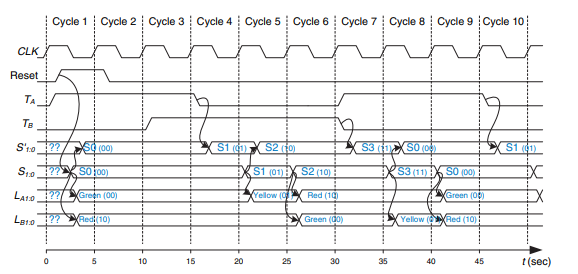 Cycle 1 Cycle 2 Cycle 3 Cycle 4 Cycle 5 Cycle 6 Cycle 7 Cycle 8 Cycle 9 Cycle 10
CLK
Reset
TA
TB
S'1:0 ?? S0 (00) S1 (01) S2 (10) S3 (11) S0 (00) S1 (01)
S1:0 ?? S0 (00) S1 (01) S2 (10) S3 (11) S0 (00)
LA1:0 ?? Green (00) Yellow (0 Red (10) Green (00)
LB1:0 ?? Red (10) Green (00) Yellow (0 Red (10)
0 5 10 15 20 25 30 35 40 45 t (sec)